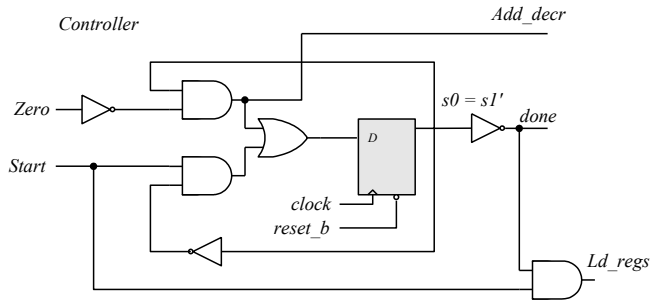 Controller
Add_decr
Zero
s0 = s1'
done
D
Start
clock
reset_b
Ld_regs